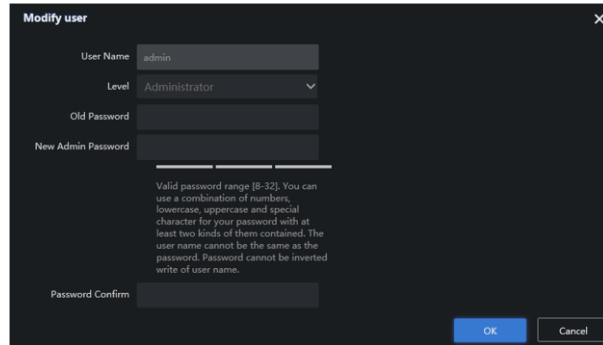 Modify user
User Name admin
Level Administrator
Old Password
New Admin Password
Valid password range [8-32]. You can
use a combination of numbers,
lowercase, uppercase and special
character for your password with at
least two kinds of them contained. The
user name cannot be the same as the
password. Password cannot be inverted
write of user name.
Password Confirm
OK Cancel